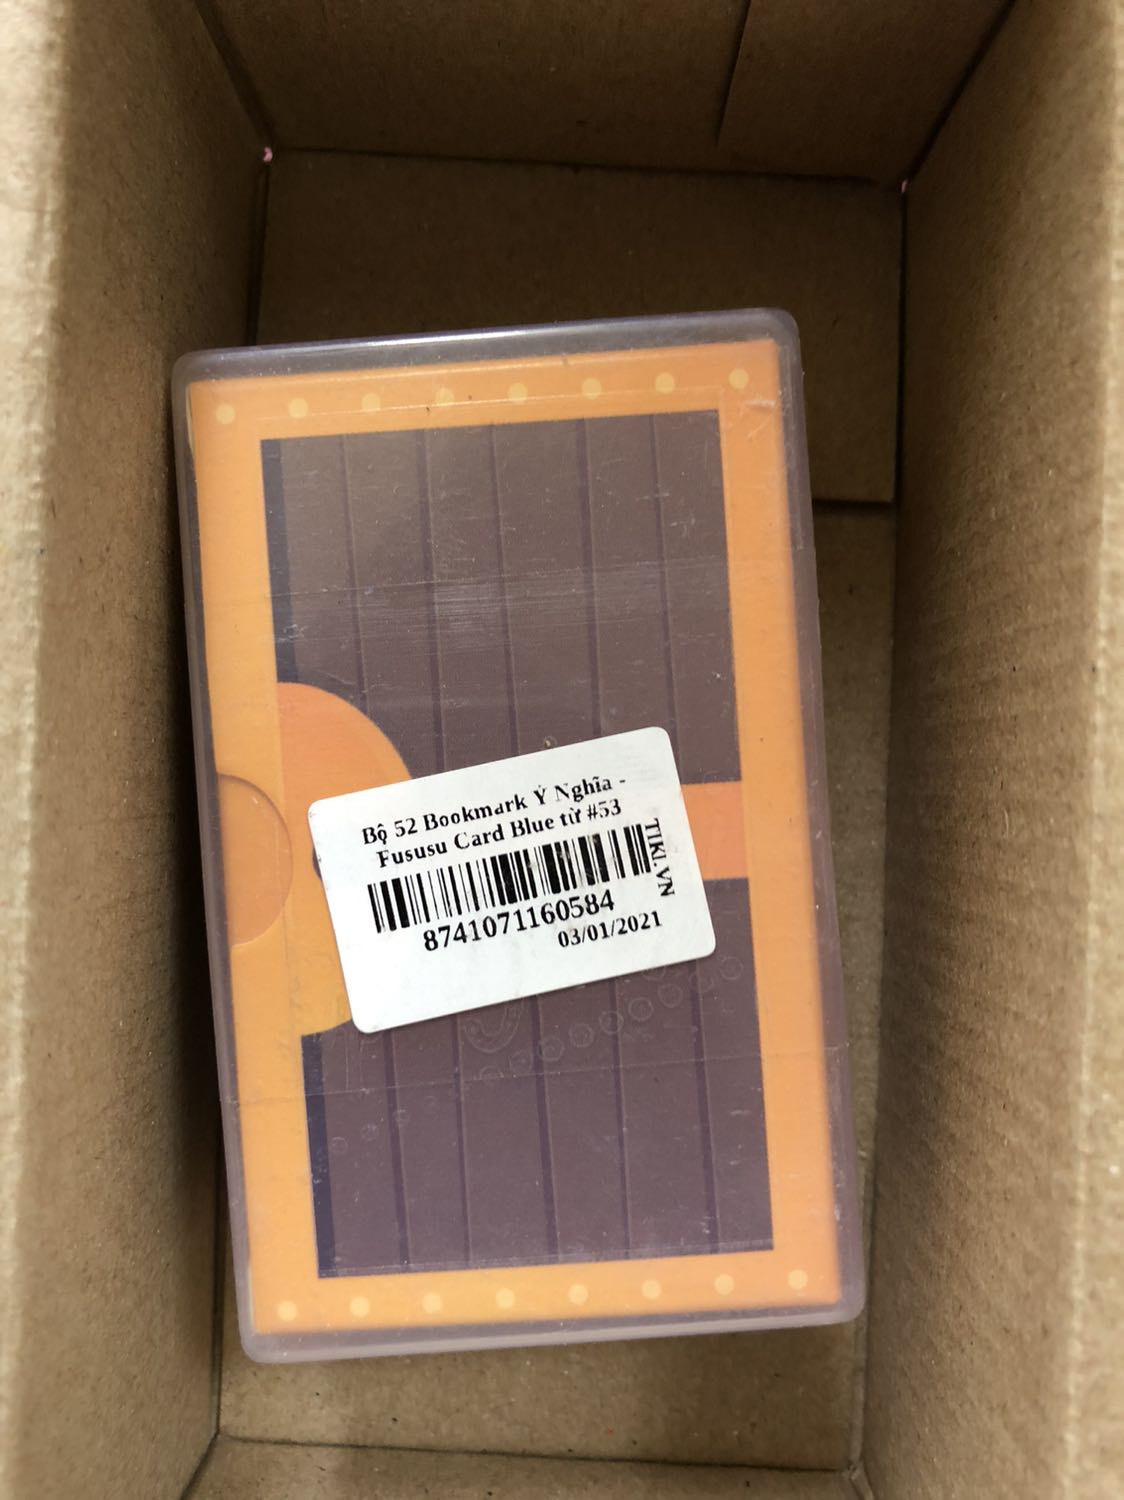 Bộ 52 Bookmark Ý Nghĩa -
Fususu Card Blue từ #53
TIKI.VN
8741071160584
03/01/2021